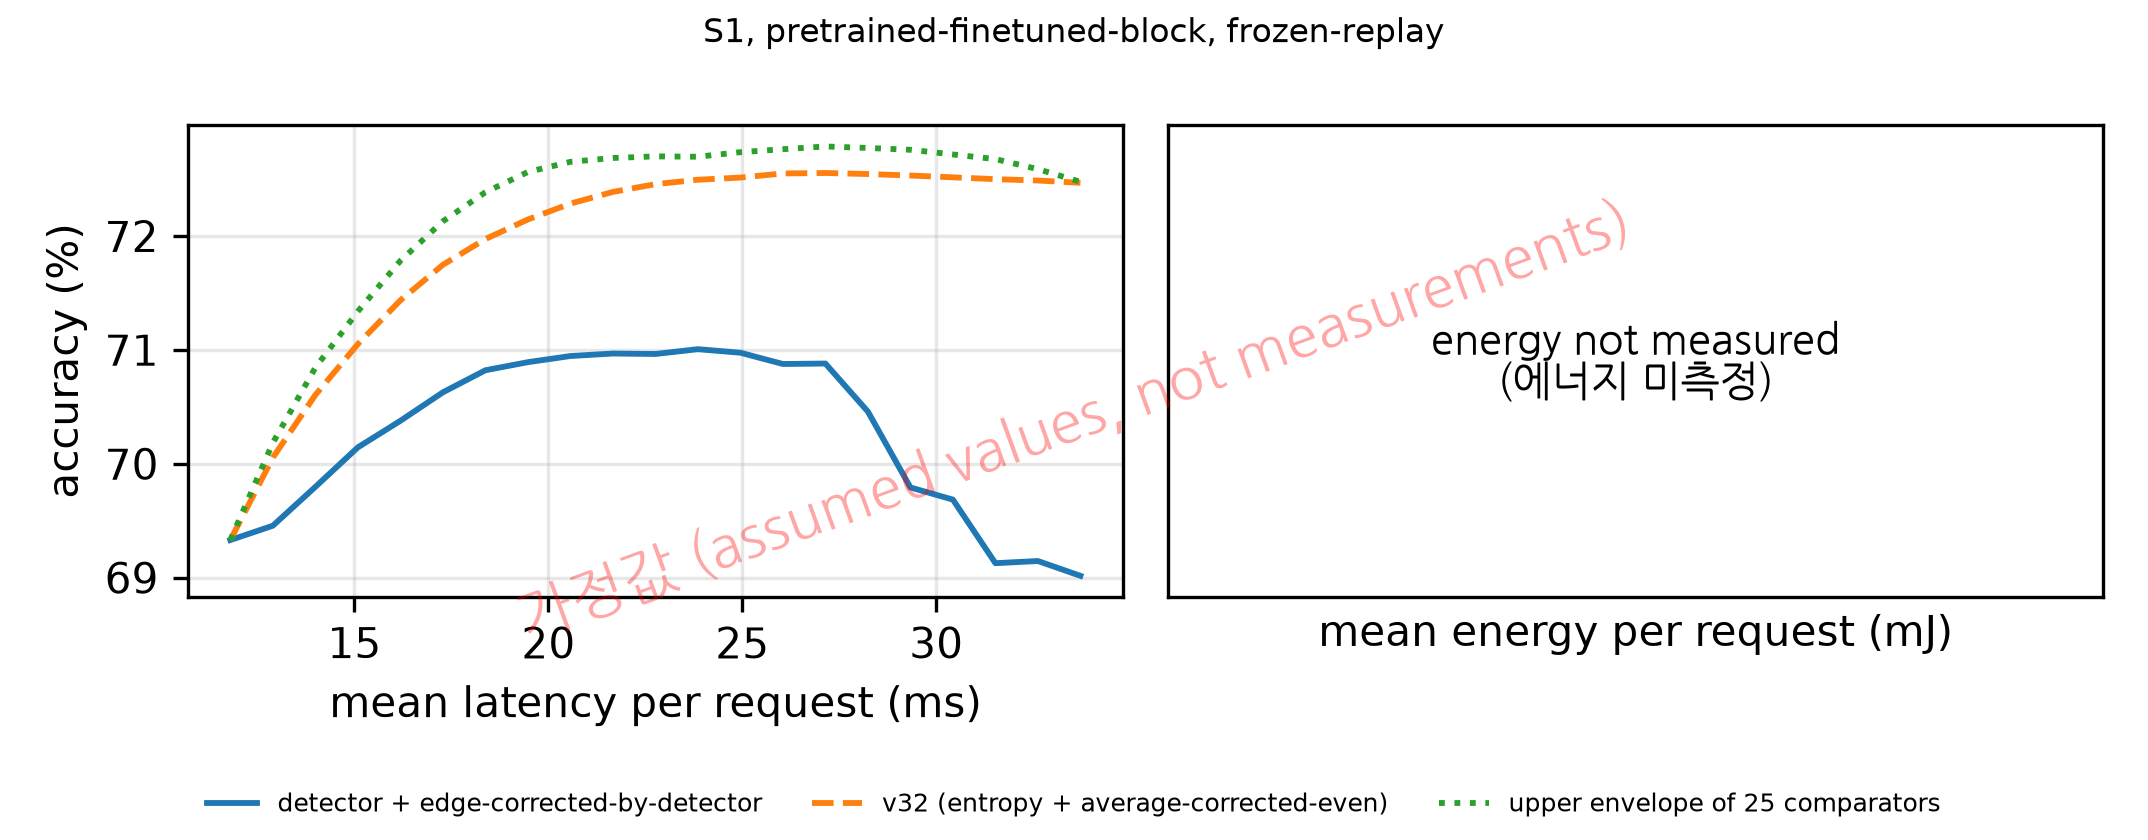 S1, pretrained-finetuned-block, frozen-replay
accuracy (%)
72
71
70
69
15
20
25
30
mean latency per request (ms)
energy not measured
(에너지 미측정)
mean energy per request (mJ)
가정값 (assumed values, not measurements)
detector + edge-corrected-by-detector
v32 (entropy + average-corrected-even)
upper envelope of 25 comparators